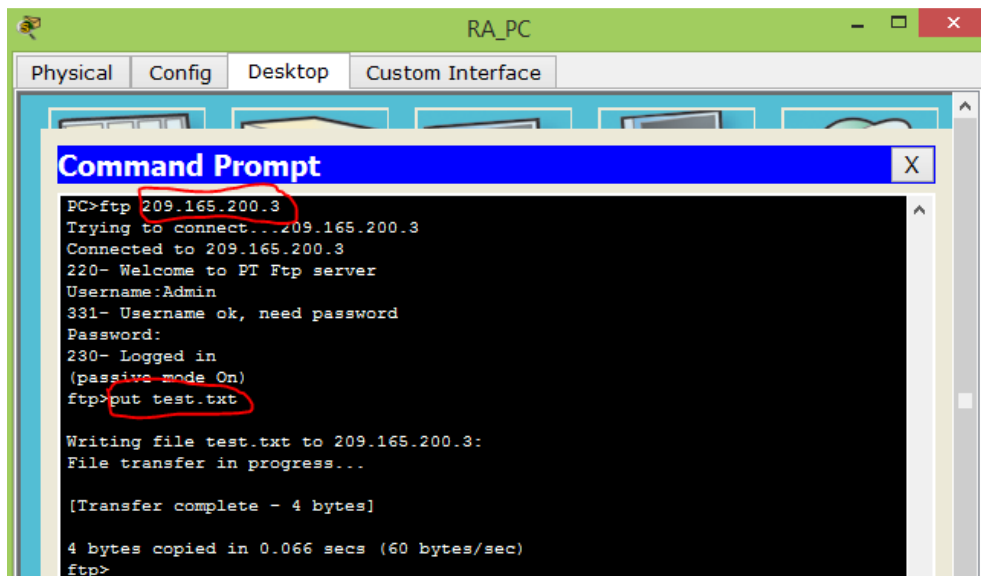 RA_PC
Physical Config Desktop Custom Interface
Command Prompt
X
PC>ftp 209.165.200.3
Trying to connect...209.165.200.3
Connected to 209.165.200.3
220- Welcome to PT Ftp server
Username:Admin
331- Username ok, need password
Password:
230- Logged in
(passive mode On)
ftp>put test.txt
Writing file test.txt to 209.165.200.3:
File transfer in progress...
[Transfer complete - 4 bytes]
4 bytes copied in 0.066 secs (60 bytes/sec)
ftp>